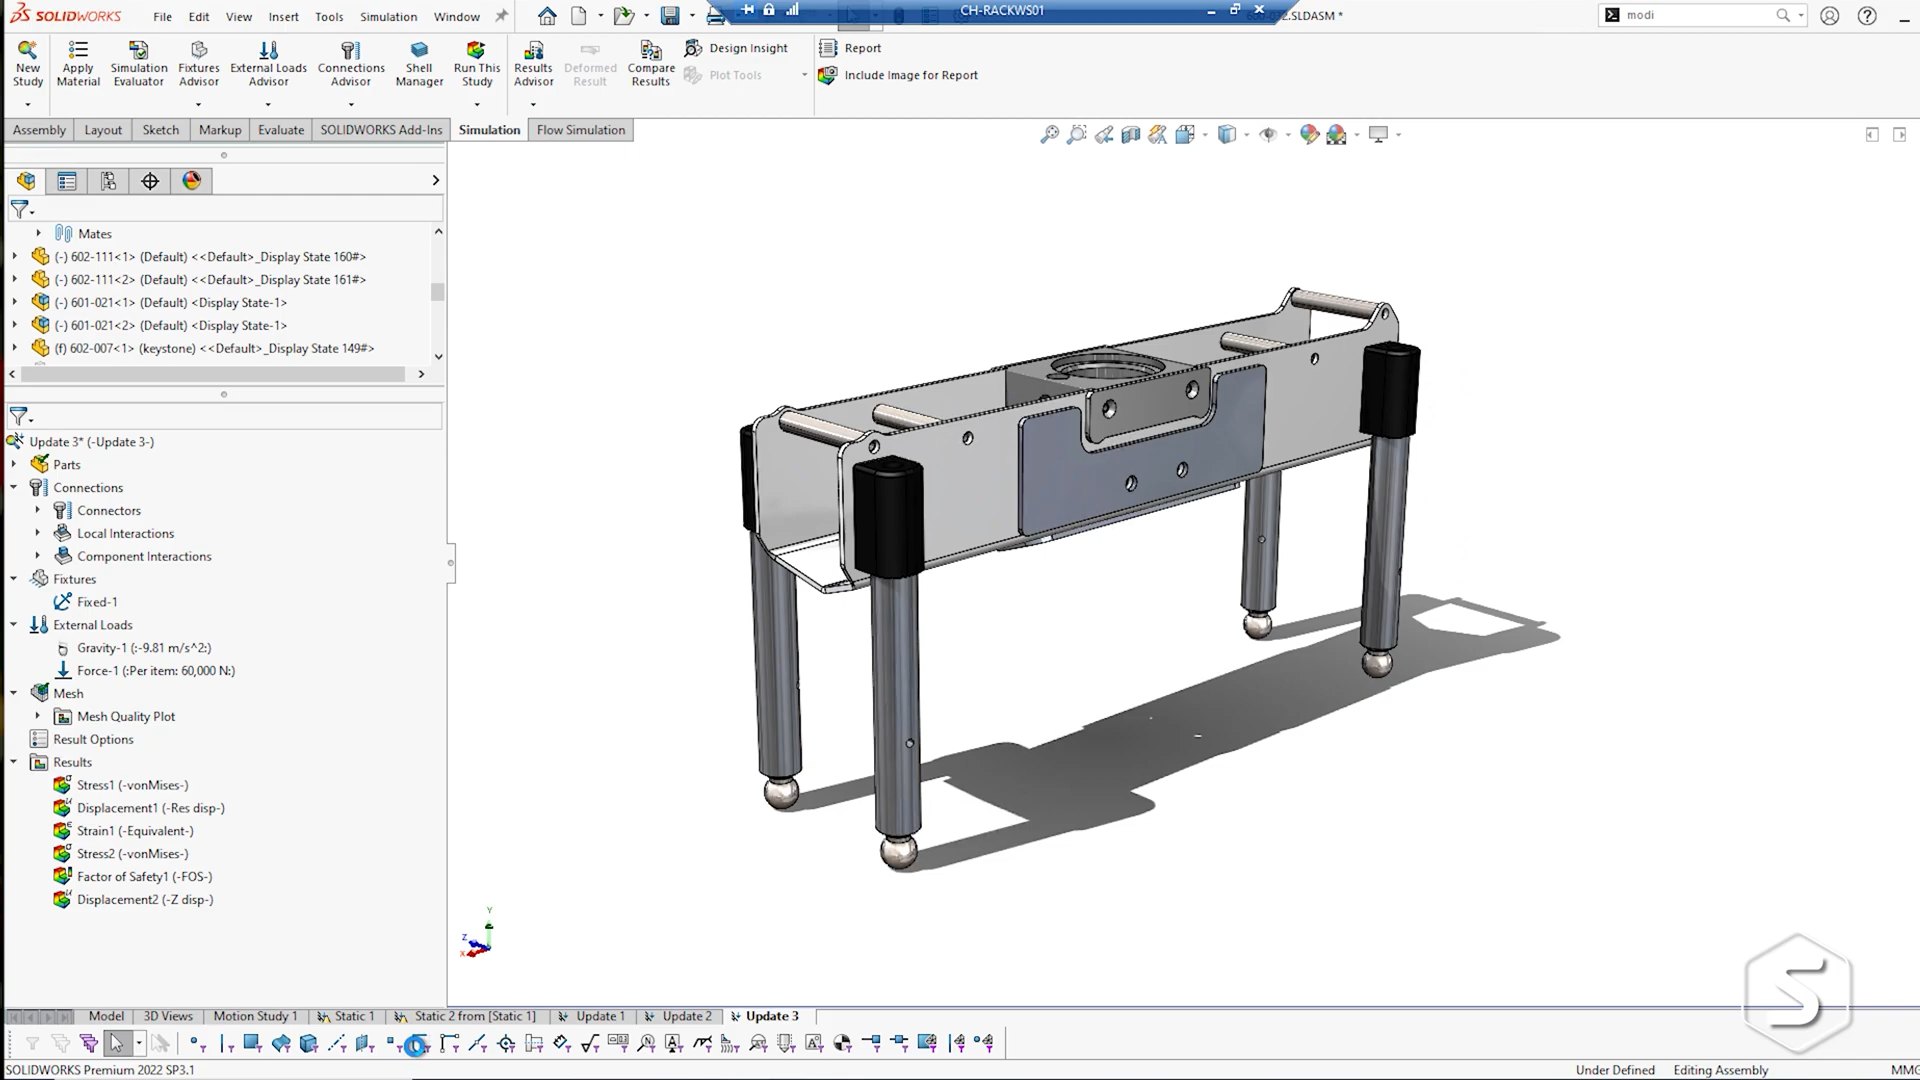 SOLIDWORKS File Edit View Insert Tools Simulation Window
CH-RACKWS01
.SLDASM *
modi
New Study
Apply Material
Simulation Evaluator
Fixtures Advisor
External Loads Advisor
Connections Advisor
Shell Manager
Run This Study
Results Advisor
Deformed Result
Compare Results
Design Insight
Plot Tools
Report
Include Image for Report
Assembly Layout Sketch Markup Evaluate SOLIDWORKS Add-Ins Simulation Flow Simulation
Mates
(-) 602-111<1> (Default) <<Default>_Display State 160#>
(-) 602-111<2> (Default) <<Default>_Display State 161#>
(-) 601-021<1> (Default) <Display State-1>
(-) 601-021<2> (Default) <Display State-1>
(f) 602-007<1> (keystone) <<Default>_Display State 149#>
Update 3* (-Update 3-)
Parts
Connections
Connectors
Local Interactions
Component Interactions
Fixtures
Fixed-1
External Loads
Gravity-1 (:-9.81 m/s^2:)
Force-1 (:Per item: 60,000 N:)
Mesh
Mesh Quality Plot
Result Options
Results
Stress1 (-vonMises-)
Displacement1 (-Res disp-)
Strain1 (-Equivalent-)
Stress2 (-vonMises-)
Factor of Safety1 (-FOS-)
Displacement2 (-Z disp-)
Y
Z
X
Model 3D Views Motion Study 1 Static 1 Static 2 from [Static 1] Update 1 Update 2 Update 3
SOLIDWORKS Premium 2022 SP3.1
Under Defined Editing Assembly MMG